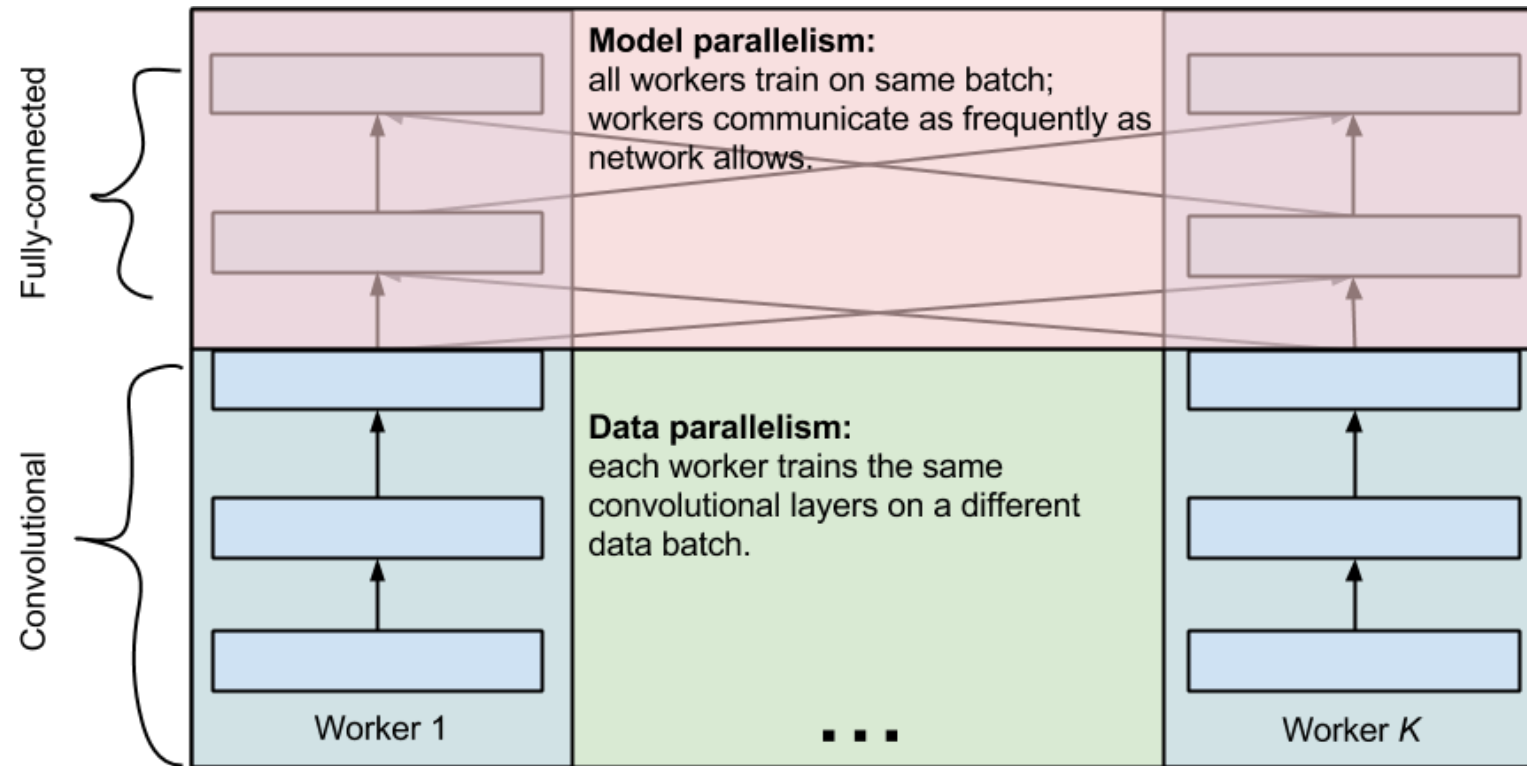 Fully-connected
Model parallelism:
all workers train on same batch;
workers communicate as frequently as
network allows.
Convolutional
Data parallelism:
each worker trains the same
convolutional layers on a different
data batch.
Worker 1
...
Worker K